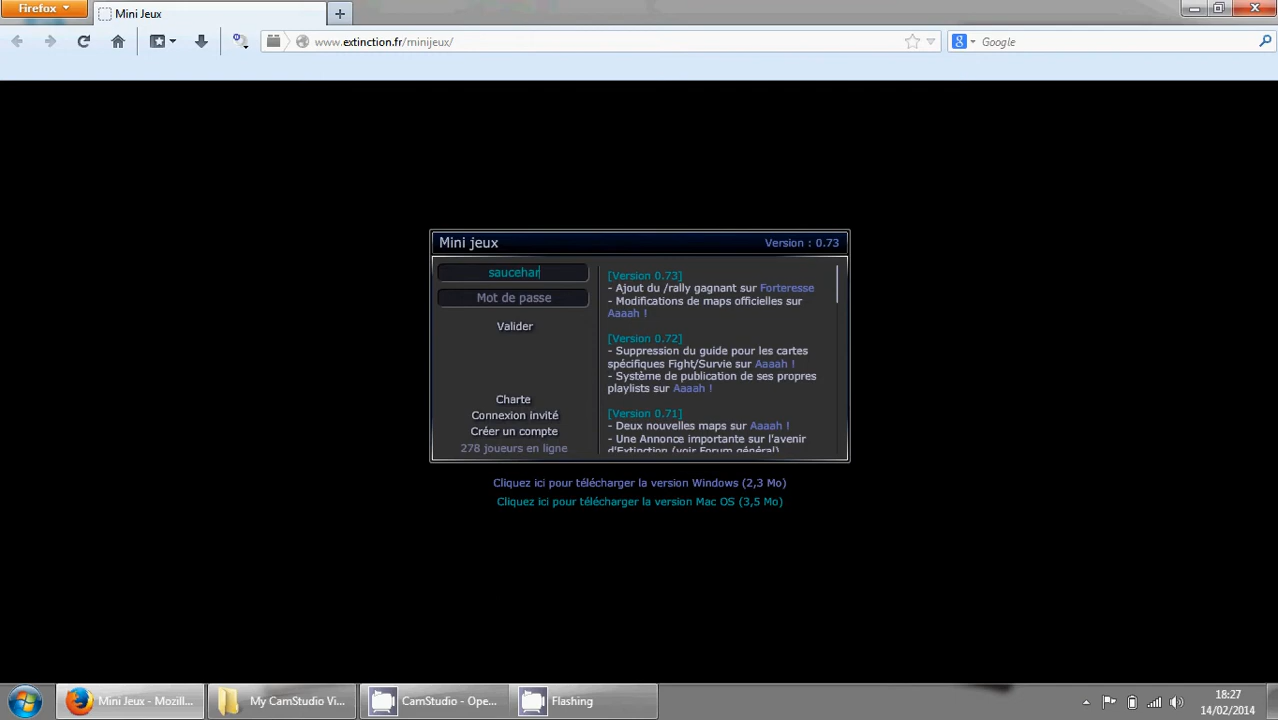 Firefox
Mini Jeux
www.extinction.fr/minijeux/
Google
Mini jeux
Version : 0.73
saucehar
Mot de passe
Valider
Charte
Connexion invité
Créer un compte
278 joueurs en ligne
[Version 0.73]
- Ajout du /rally gagnant sur Forteresse
- Modifications de maps officielles sur
Aaaah !
[Version 0.72]
- Suppression du guide pour les cartes
spécifiques Fight/Survie sur Aaaah !
- Système de publication de ses propres
playlists sur Aaaah !
[Version 0.71]
- Deux nouvelles maps sur Aaaah !
- Une Annonce importante sur l'avenir
d'Extinction (voir Forum général)
Cliquez ici pour télécharger la version Windows (2,3 Mo)
Cliquez ici pour télécharger la version Mac OS (3,5 Mo)
Mini Jeux - Mozill...
My CamStudio Vi...
CamStudio - Ope...
Flashing
18:27
14/02/2014